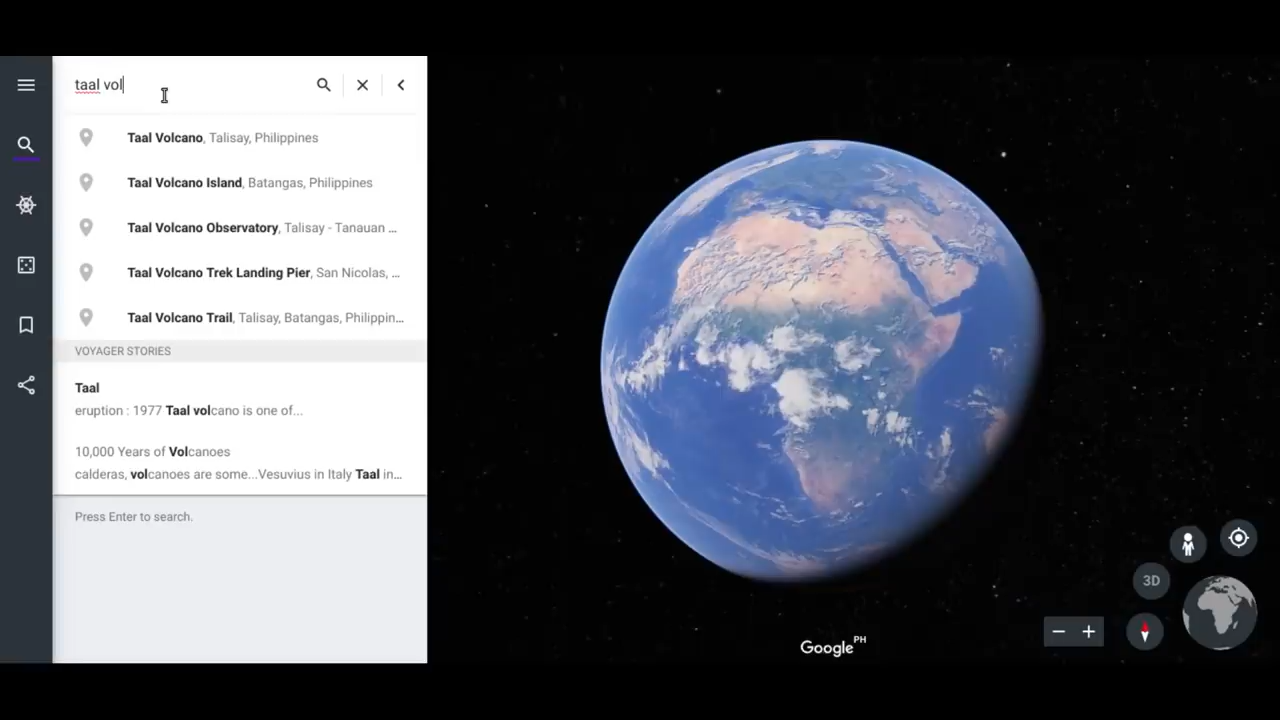 taal vol
Taal Volcano, Talisay, Philippines
Taal Volcano Island, Batangas, Philippines
Taal Volcano Observatory, Talisay - Tanauan ...
Taal Volcano Trek Landing Pier, San Nicolas, ...
Taal Volcano Trail, Talisay, Batangas, Philippin...
VOYAGER STORIES
Taal
eruption : 1977 Taal volcano is one of...
10,000 Years of Volcanoes
calderas, volcanoes are some...Vesuvius in Italy Taal in...
Press Enter to search.
3D
Google PH